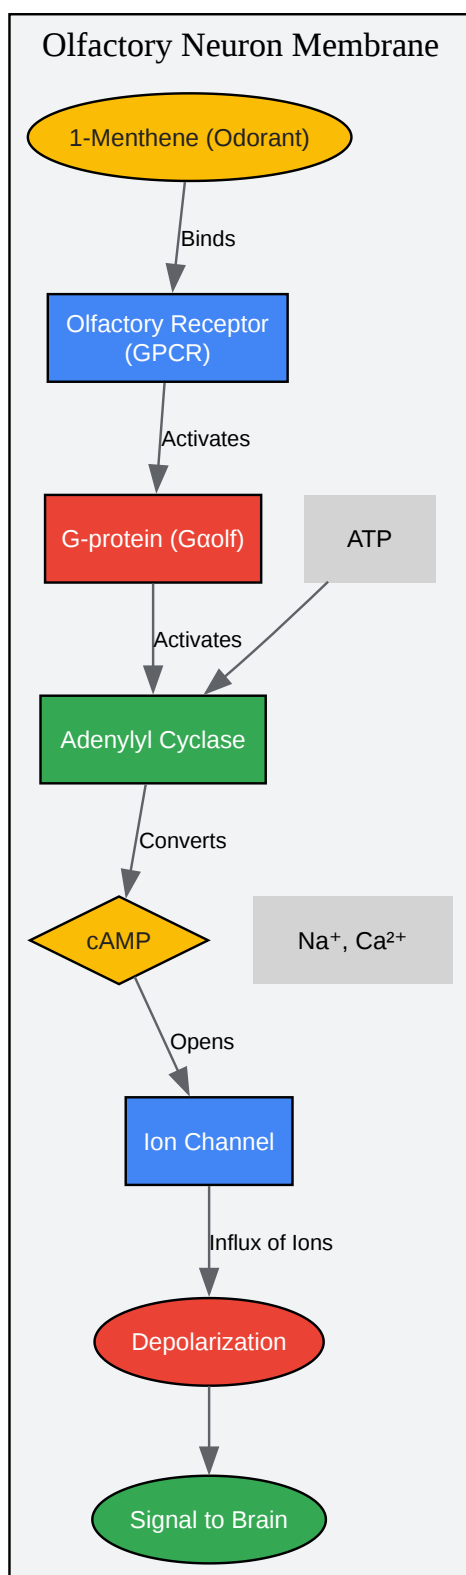 Olfactory Neuron Membrane
1-Menthene (Odorant)
Binds
Olfactory Receptor
(GPCR)
Activates
G-protein (Gαolf)
ATP
Activates
Adenylyl Cyclase
Converts
cAMP
Na⁺, Ca²⁺
Opens
Ion Channel
Influx of Ions
Depolarization
Signal to Brain